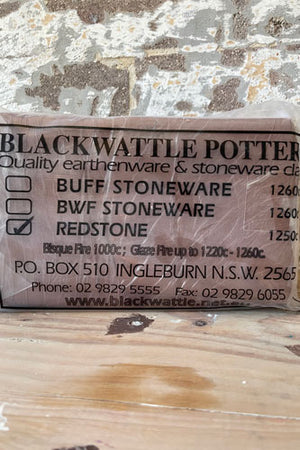 BLACKWATTLE POTTER
Quality earthenware & stoneware cla
BUFF STONEWARE 1260
BWF STONEWARE 1260
REDSTONE 1250
Bisque Fire 1000c; Glaze Fire up to 1220c - 1260c.
P.O. BOX 510 INGLEBURN N.S.W. 2565
Phone: 02 9829 5555 Fax: 02 9829 6055
www.blackwattle.net.